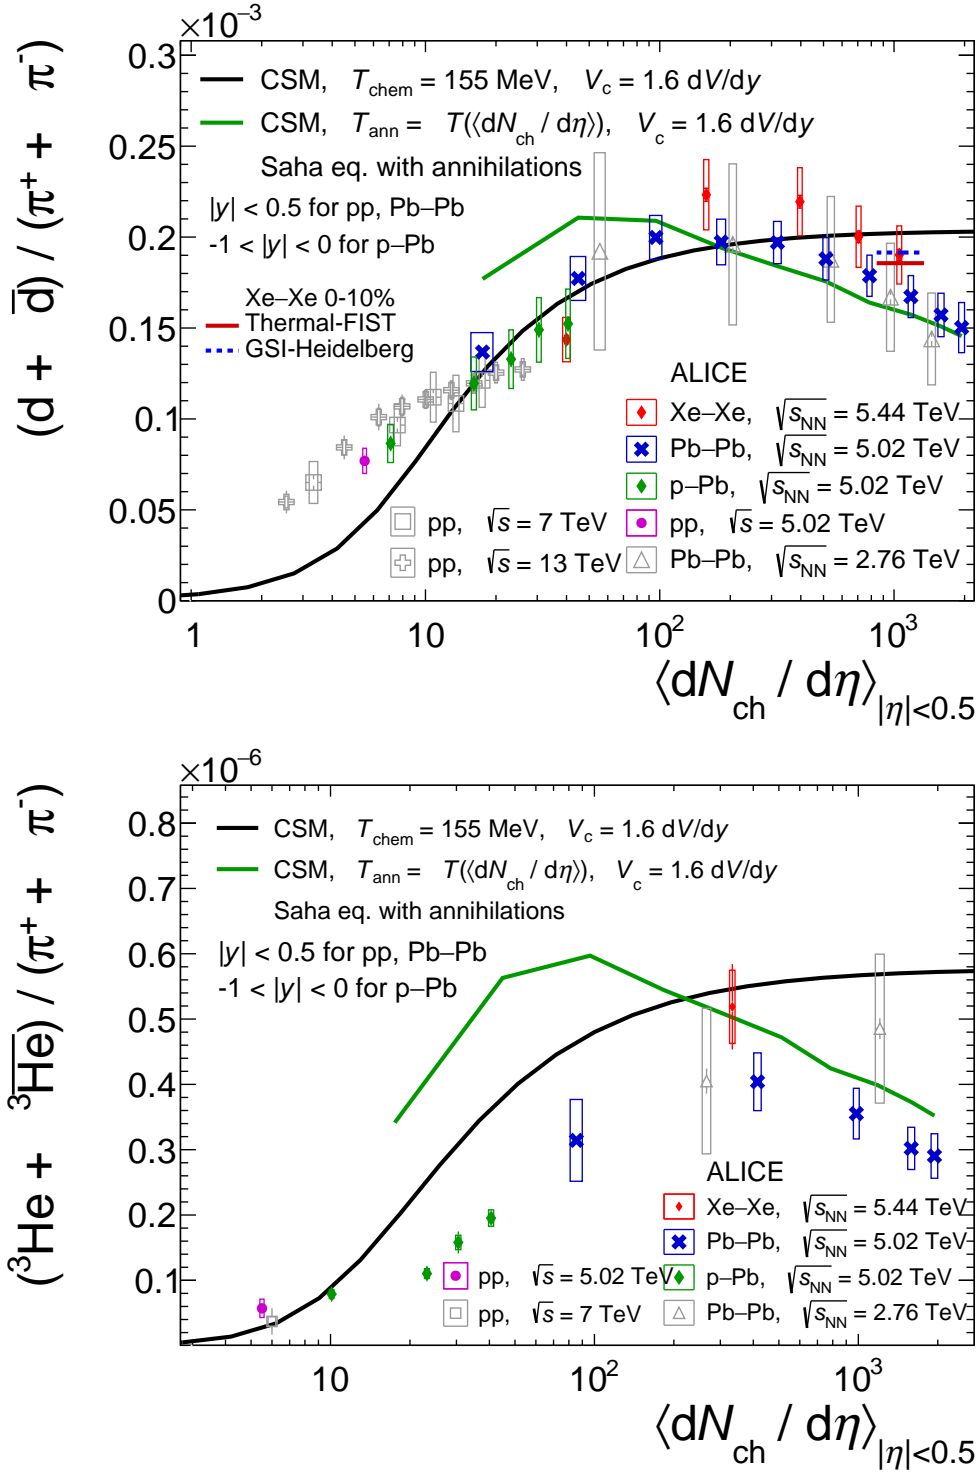 ×10⁻³
(d + d̅) / (π⁺ + π⁻)
0.3
0.25
0.2
0.15
0.1
0.05
0
CSM, T_chem = 155 MeV, V_c = 1.6 dV/dy
CSM, T_ann = T(⟨dN_ch / dη⟩), V_c = 1.6 dV/dy
Saha eq. with annihilations
|y| < 0.5 for pp, Pb–Pb
-1 < |y| < 0 for p–Pb
Xe–Xe 0-10%
Thermal-FIST
GSI-Heidelberg
ALICE
Xe–Xe, √s_NN = 5.44 TeV
Pb–Pb, √s_NN = 5.02 TeV
p–Pb, √s_NN = 5.02 TeV
pp, √s = 7 TeV
pp, √s = 5.02 TeV
pp, √s = 13 TeV
Pb–Pb, √s_NN = 2.76 TeV
1 10 10² 10³
⟨dN_ch / dη⟩_|η|<0.5
×10⁻⁶
(³He + ³H̅e̅) / (π⁺ + π⁻)
0.8
0.7
0.6
0.5
0.4
0.3
0.2
0.1
CSM, T_chem = 155 MeV, V_c = 1.6 dV/dy
CSM, T_ann = T(⟨dN_ch / dη⟩), V_c = 1.6 dV/dy
Saha eq. with annihilations
|y| < 0.5 for pp, Pb–Pb
-1 < |y| < 0 for p–Pb
ALICE
Xe–Xe, √s_NN = 5.44 TeV
Pb–Pb, √s_NN = 5.02 TeV
pp, √s = 5.02 TeV
p–Pb, √s_NN = 5.02 TeV
pp, √s = 7 TeV
Pb–Pb, √s_NN = 2.76 TeV
10 10² 10³
⟨dN_ch / dη⟩_|η|<0.5